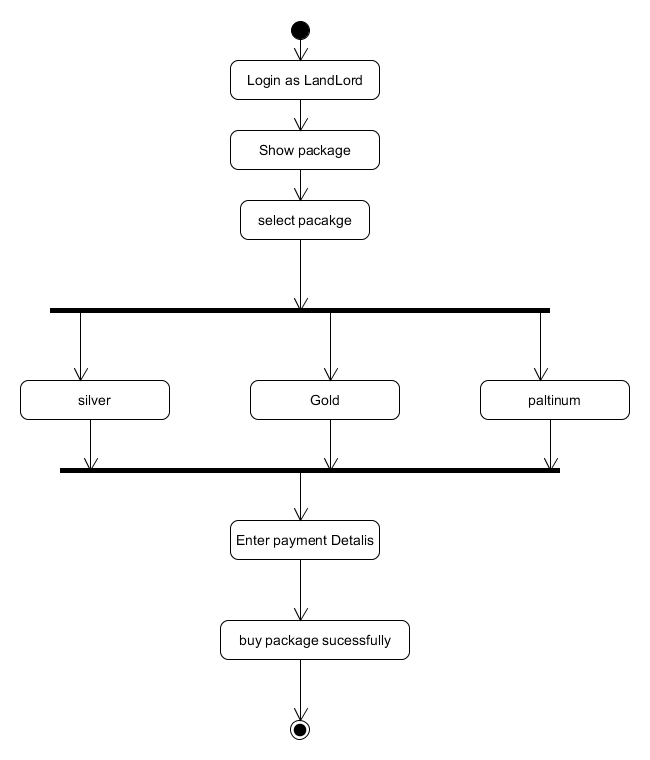 Login as LandLord
Show package
select pacakge
silver
Gold
paltinum
Enter payment Detalis
buy package sucessfully